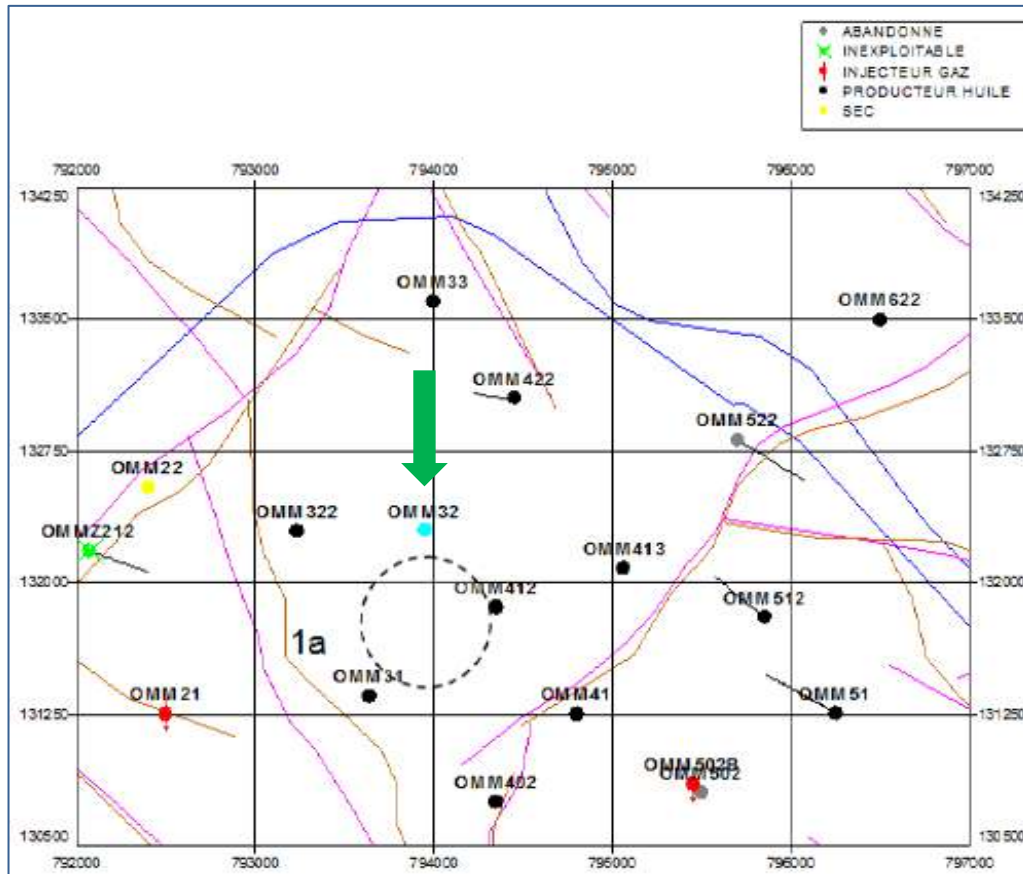 ABANDONNE
INEXPLOITABLE
INJECTEUR GAZ
PRODUCTEUR HUILE
SEC
792000 793000 794000 795000 796000 797000
134250 134250
OMM33
OMM622
133500 133500
OMM422
OMM522
132750 132750
OMM22
OMM322 OMM32
OMMZ212
OMM413
132000 132000
OMM412
OMM512
1a
OMM31
OMM21 OMM41 OMM51
131250 131250
OMM502B
OMM502
OMM402
130500 130500
792000 793000 794000 795000 796000 797000